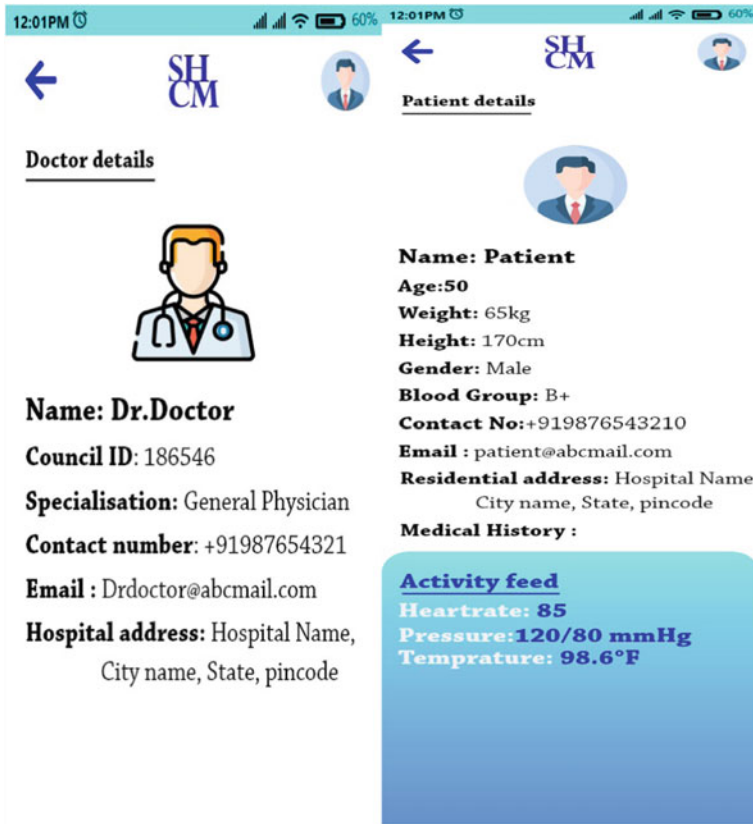 12:01PM
60%
SH
CM
Doctor details
Name: Dr.Doctor
Council ID: 186546
Specialisation: General Physician
Contact number: +91987654321
Email : Drdoctor@abcmail.com
Hospital address: Hospital Name,
City name, State, pincode
12:01PM
60%
SH
CM
Patient details
Name: Patient
Age:50
Weight: 65kg
Height: 170cm
Gender: Male
Blood Group: B+
Contact No:+919876543210
Email : patient@abcmail.com
Residential address: Hospital Name
City name, State, pincode
Medical History :
Activity feed
Heartrate: 85
Pressure:120/80 mmHg
Temprature: 98.6°F